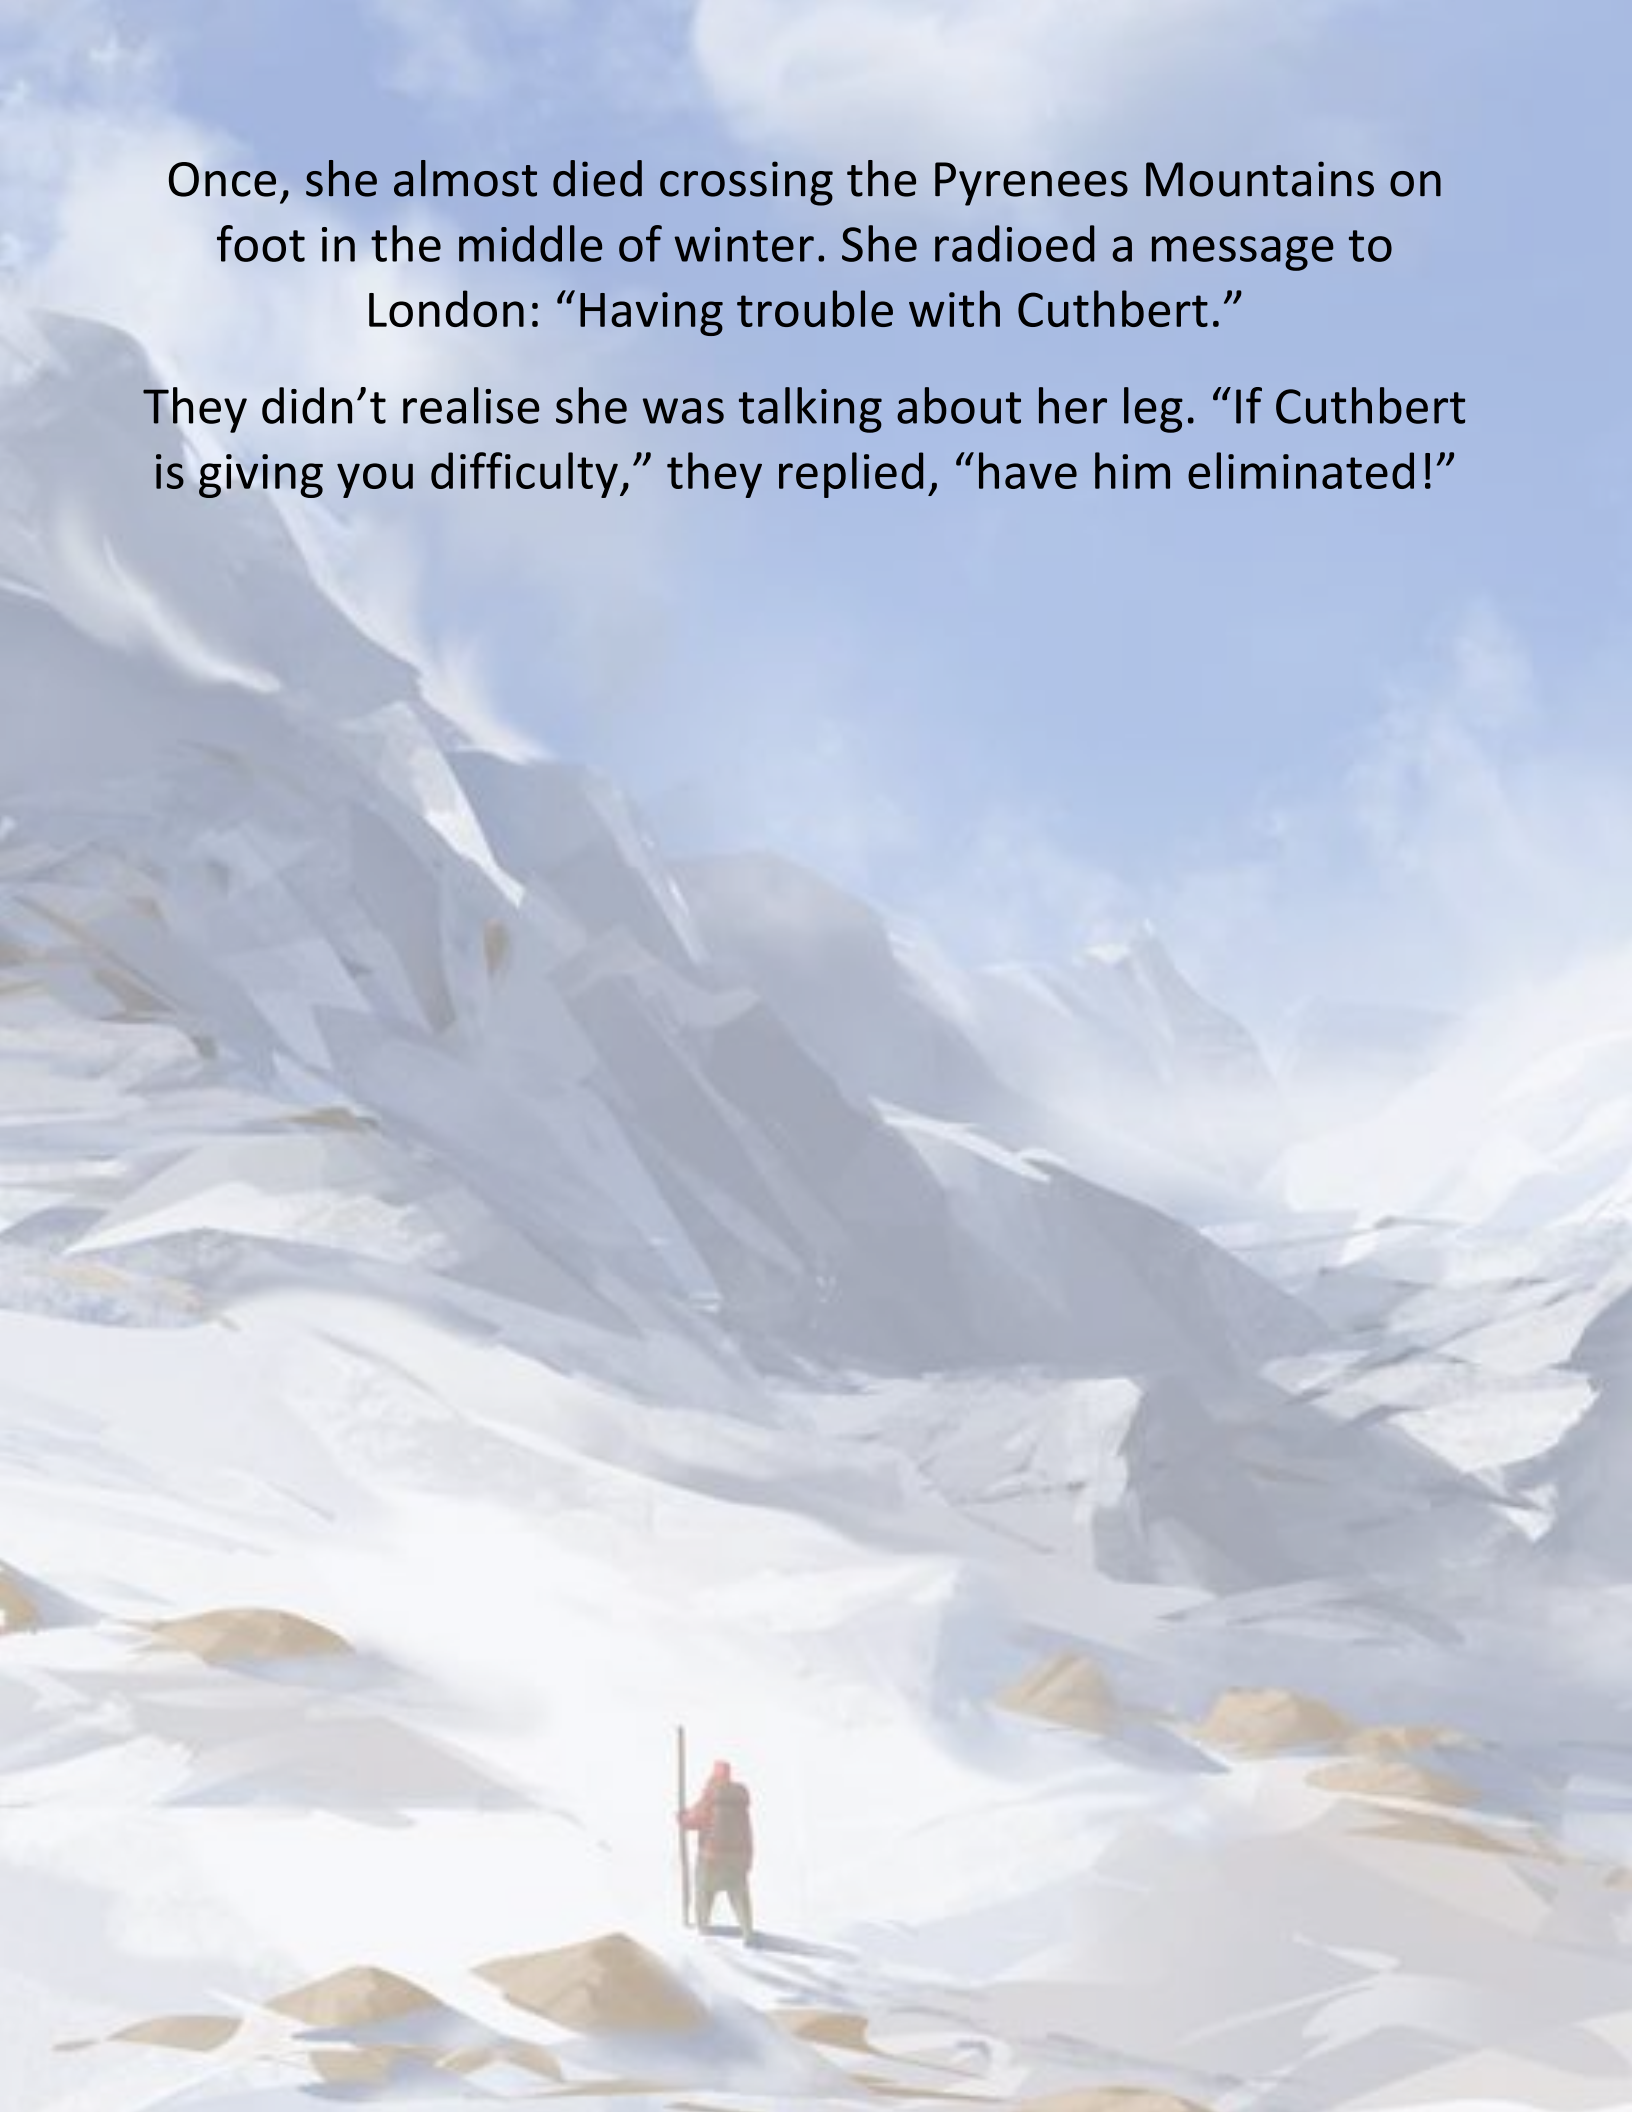 Once, she almost died crossing the Pyrenees Mountains on
foot in the middle of winter. She radioed a message to
London: “Having trouble with Cuthbert.”
They didn’t realise she was talking about her leg. “If Cuthbert
is giving you difficulty,” they replied, “have him eliminated!”